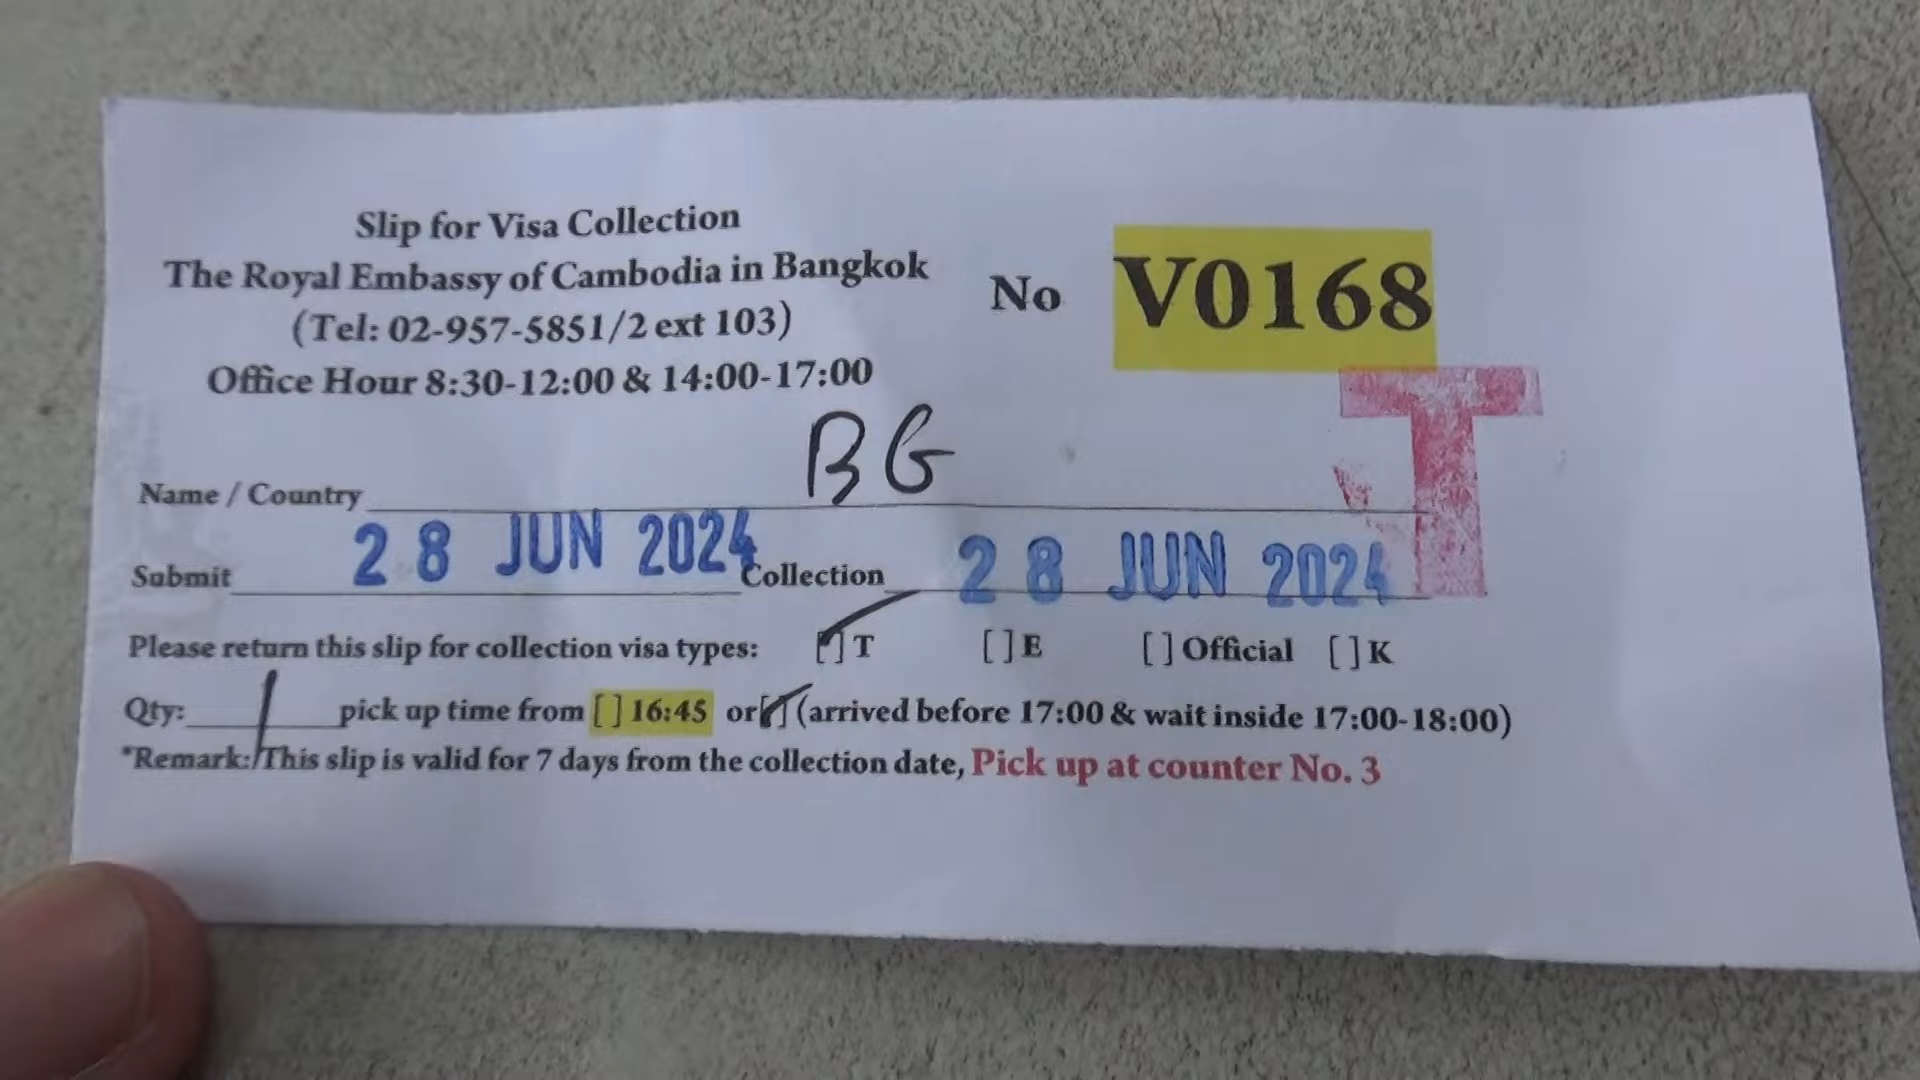 Slip for Visa Collection
The Royal Embassy of Cambodia in Bangkok
(Tel: 02-957-5851/2 ext 103)
Office Hour 8:30-12:00 & 14:00-17:00
No V0168
T
Name / Country BG
Submit 28 JUN 2024 Collection 28 JUN 2024
Please return this slip for collection visa types: [✓] T [ ] E [ ] Official [ ] K
Qty: 1 pick up time from [ ] 16:45 or [✓] (arrived before 17:00 & wait inside 17:00-18:00)
*Remark: This slip is valid for 7 days from the collection date, Pick up at counter No. 3